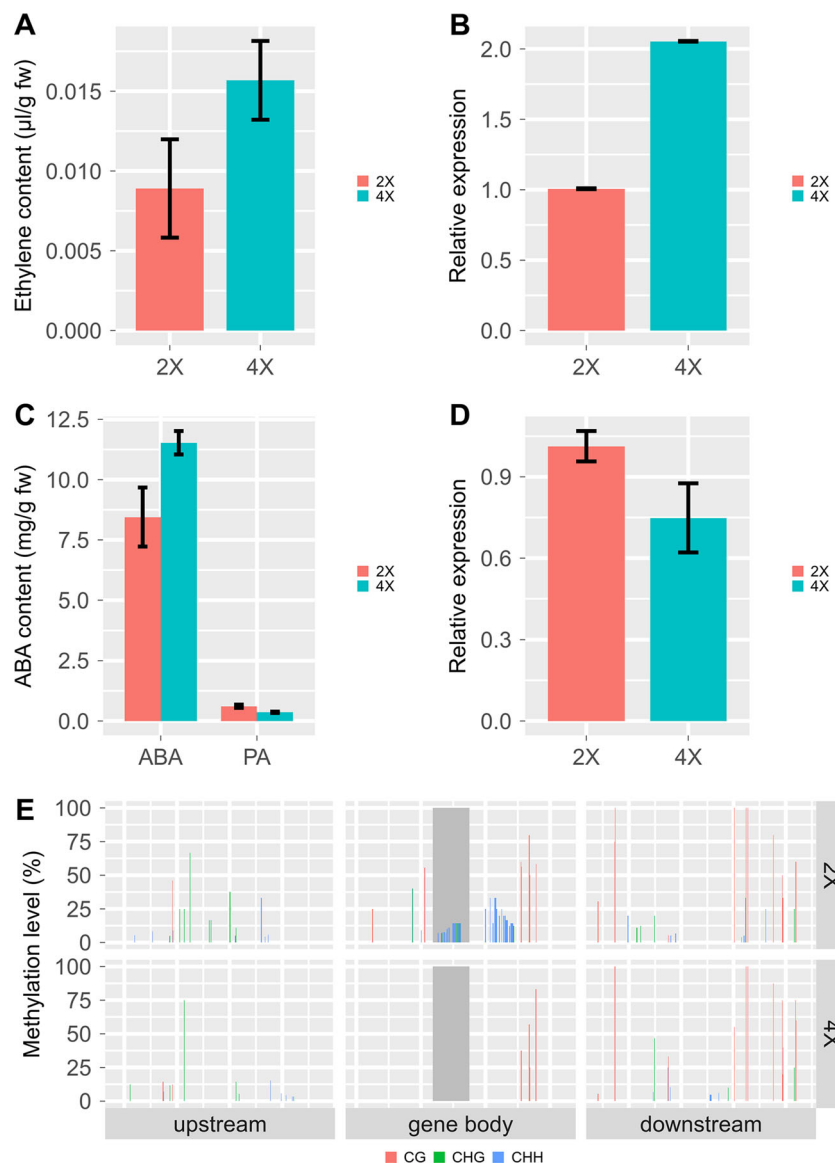 A
Ethylene content (µl/g fw)
0.015
0.010
0.005
0.000
2X 4X
2X
4X
B
Relative expression
2.0
1.5
1.0
0.5
0.0
2X 4X
2X
4X
C
ABA content (mg/g fw)
12.5
10.0
7.5
5.0
2.5
0.0
ABA PA
2X
4X
D
Relative expression
0.9
0.6
0.3
0.0
2X 4X
2X
4X
E
Methylation level (%)
100
75
50
25
0
2X
100
75
50
25
0
4X
upstream gene body downstream
CG CHG CHH